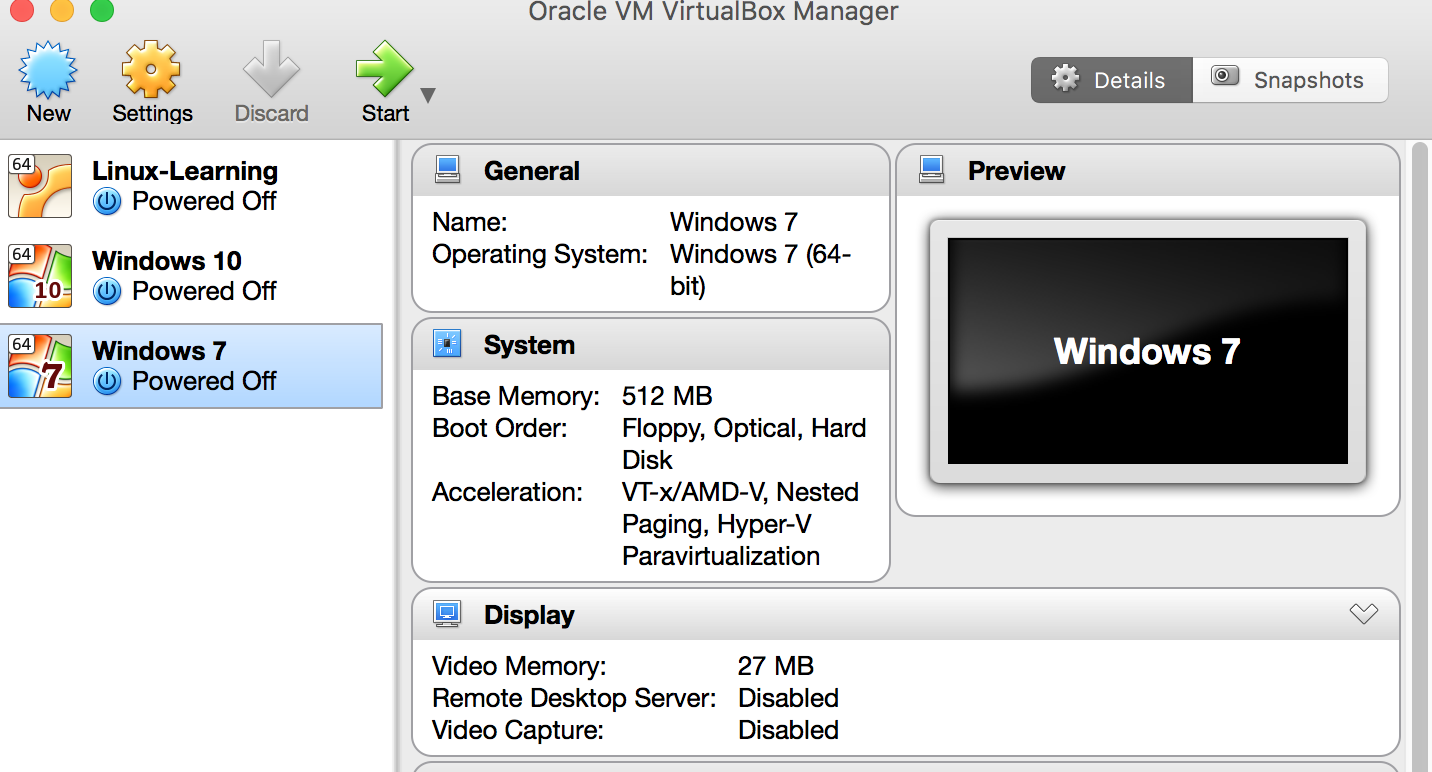 Oracle VM VirtualBox Manager
New
Settings
Discard
Start
Details
Snapshots
64
Linux-Learning
Powered Off
64
10
Windows 10
Powered Off
64
7
Windows 7
Powered Off
General
Name: Windows 7
Operating System: Windows 7 (64-
bit)
Preview
Windows 7
System
Base Memory: 512 MB
Boot Order: Floppy, Optical, Hard
Disk
Acceleration: VT-x/AMD-V, Nested
Paging, Hyper-V
Paravirtualization
Display
Video Memory: 27 MB
Remote Desktop Server: Disabled
Video Capture: Disabled